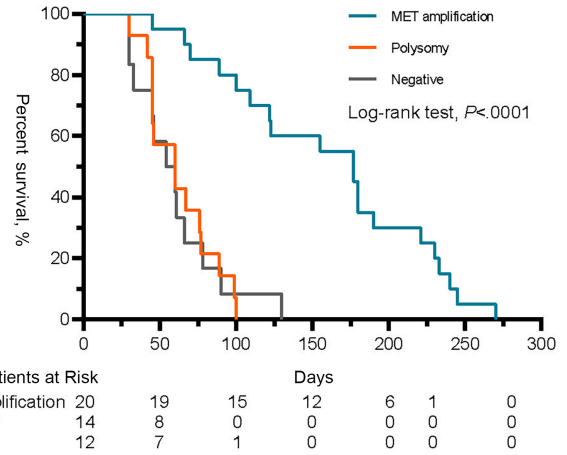 100
80
60
40
20
0
Percent survival, %
MET amplification
Polysomy
Negative
Log-rank test, P<.0001
0 50 100 150 200 250 300
tients at Risk Days
plification 20 19 15 12 6 1 0
14 8 0 0 0 0 0
12 7 1 0 0 0 0